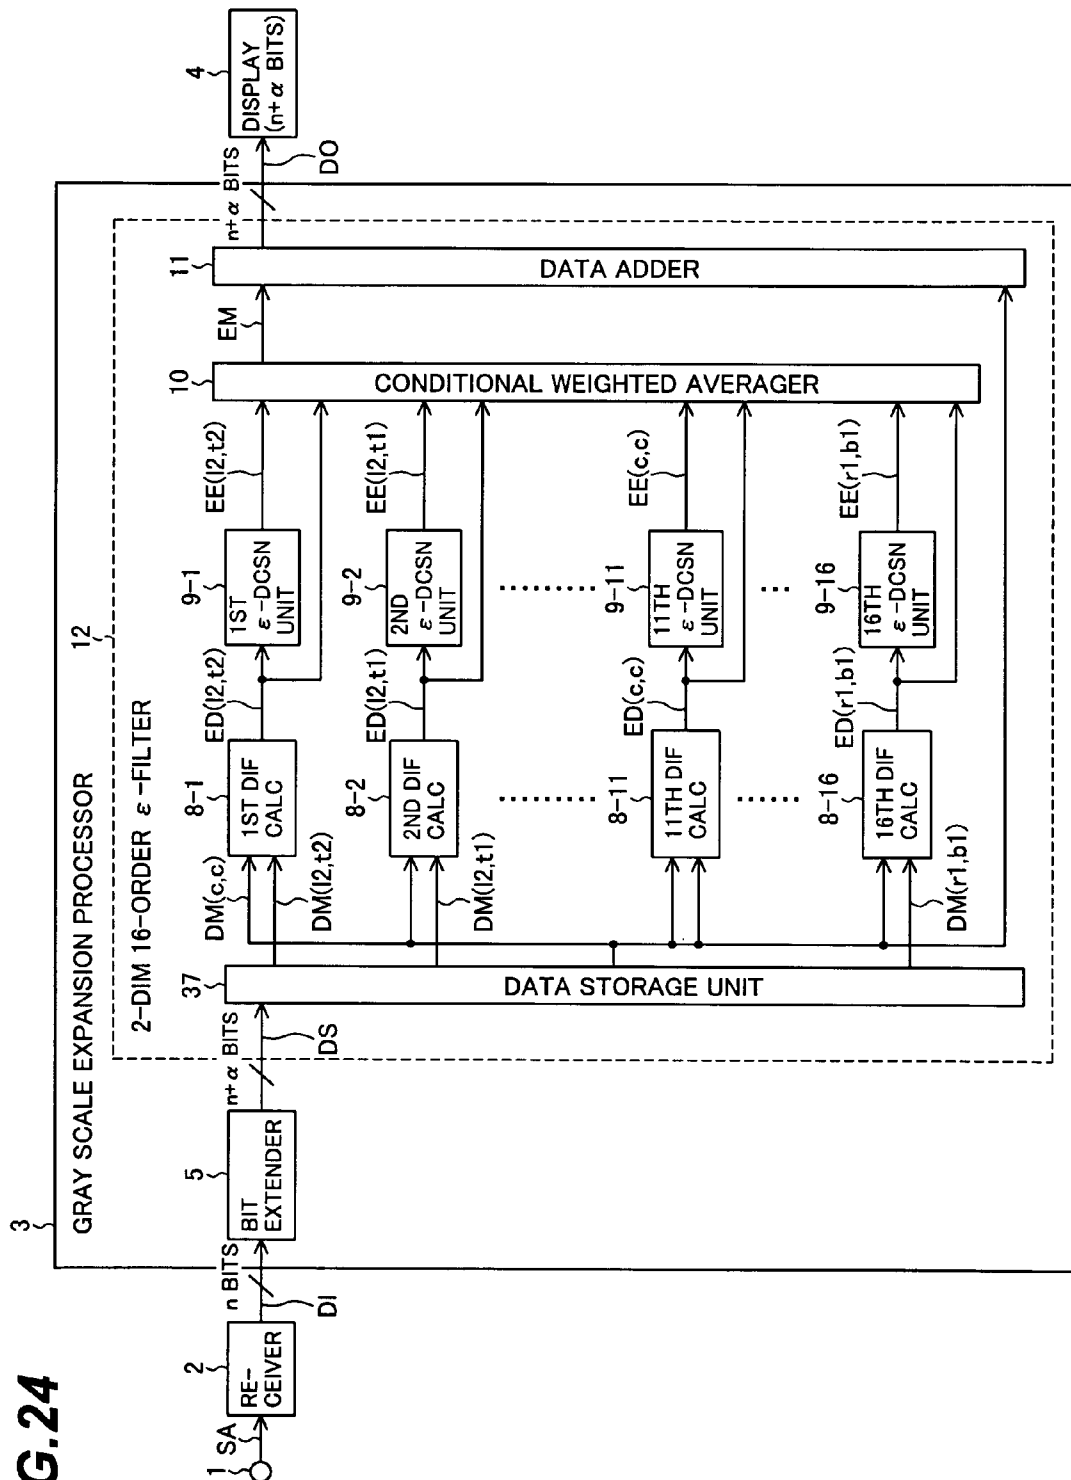 G.24
3
GRAY SCALE EXPANSION PROCESSOR
12
2-DIM 16-ORDER ε-FILTER
1
SA
2
RE-
CEIVER
n BITS
DI
5
BIT
EXTENDER
n+α BITS
DS
37
DATA STORAGE UNIT
DM(c,c)
DM(l2,t2)
8-1
1ST DIF
CALC
ED(l2,t2)
9-1
1ST
ε-DCSN
UNIT
EE(l2,t2)
DM(l2,t1)
8-2
2ND DIF
CALC
ED(l2,t1)
9-2
2ND
ε-DCSN
UNIT
EE(l2,t1)
8-11
11TH DIF
CALC
ED(c,c)
9-11
11TH
ε-DCSN
UNIT
EE(c,c)
DM(r1,b1)
8-16
16TH DIF
CALC
ED(r1,b1)
9-16
16TH
ε-DCSN
UNIT
EE(r1,b1)
10
CONDITIONAL WEIGHTED AVERAGER
EM
11
DATA ADDER
n+α BITS
DO
4
DISPLAY
(n+α BITS)